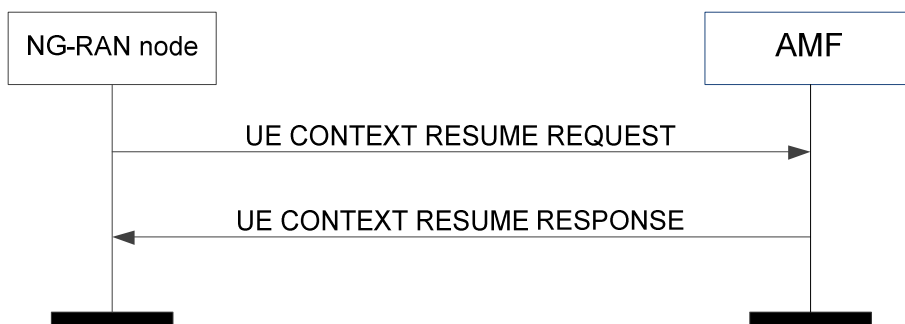 NG-RAN node
AMF
UE CONTEXT RESUME REQUEST
UE CONTEXT RESUME RESPONSE